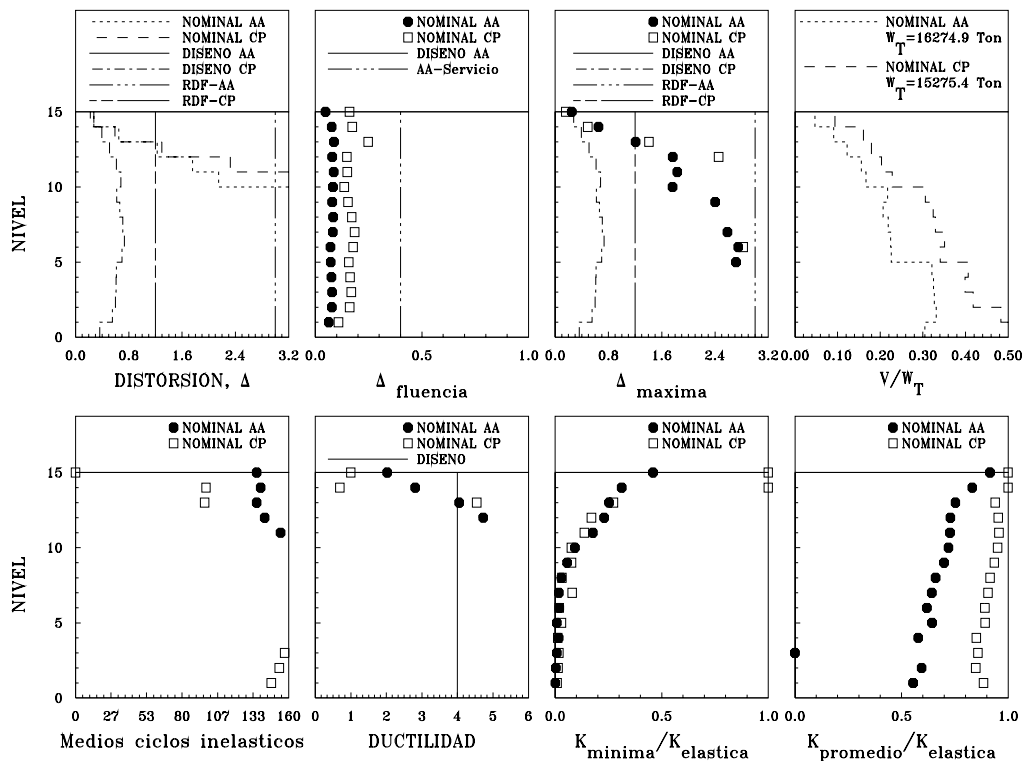 NOMINAL AA
NOMINAL CP
DISENO AA
DISENO CP
RDF-AA
RDF-CP
NIVEL
15
10
5
0
0.0
0.8
1.6
2.4
3.2
DISTORSION, Δ
NOMINAL AA
NOMINAL CP
DISENO AA
AA-Servicio
0.0
0.5
1.0
Δ fluencia
NOMINAL AA
NOMINAL CP
DISENO AA
DISENO CP
RDF-AA
RDF-CP
0.0
0.8
1.6
2.4
3.2
Δ maxima
NOMINAL AA
W_T=16274.9 Ton
NOMINAL CP
W_T=15275.4 Ton
0.00
0.10
0.20
0.30
0.40
0.50
V/W_T
NOMINAL AA
NOMINAL CP
NIVEL
15
10
5
0
0
27
53
80
107
133
160
Medios ciclos inelasticos
NOMINAL AA
NOMINAL CP
DISENO
0
1
2
3
4
5
6
DUCTILIDAD
NOMINAL AA
NOMINAL CP
0.0
0.5
1.0
K_minima/K_elastica
NOMINAL AA
NOMINAL CP
0.0
0.5
1.0
K_promedio/K_elastica